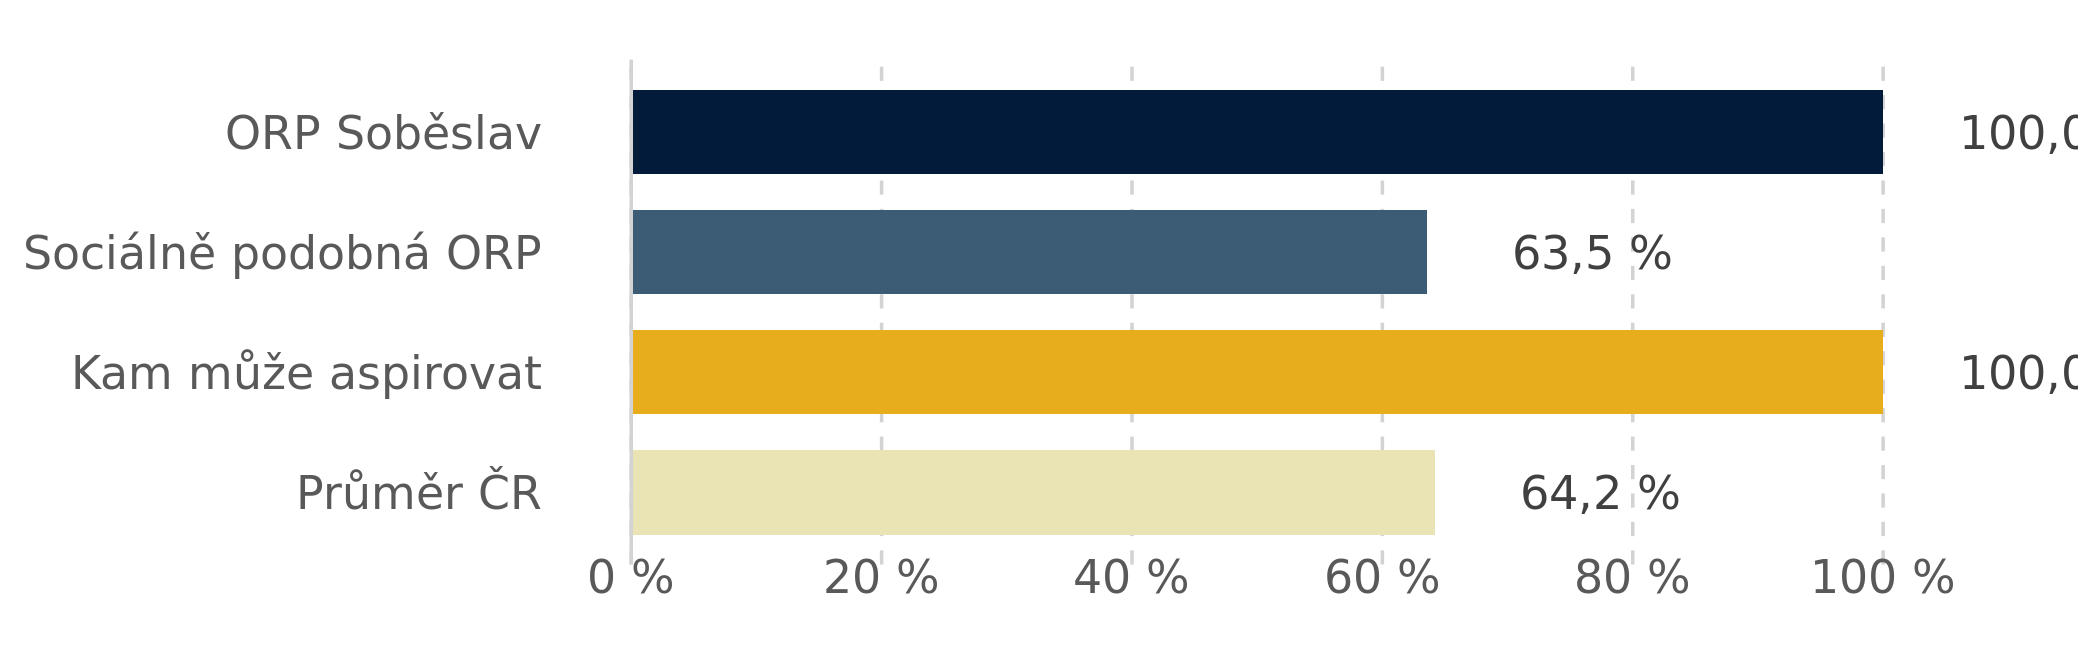 ORP Soběslav 100,0
Sociálně podobná ORP 63,5 %
Kam může aspirovat 100,0
Průměr ČR 64,2 %
0 % 20 % 40 % 60 % 80 % 100 %